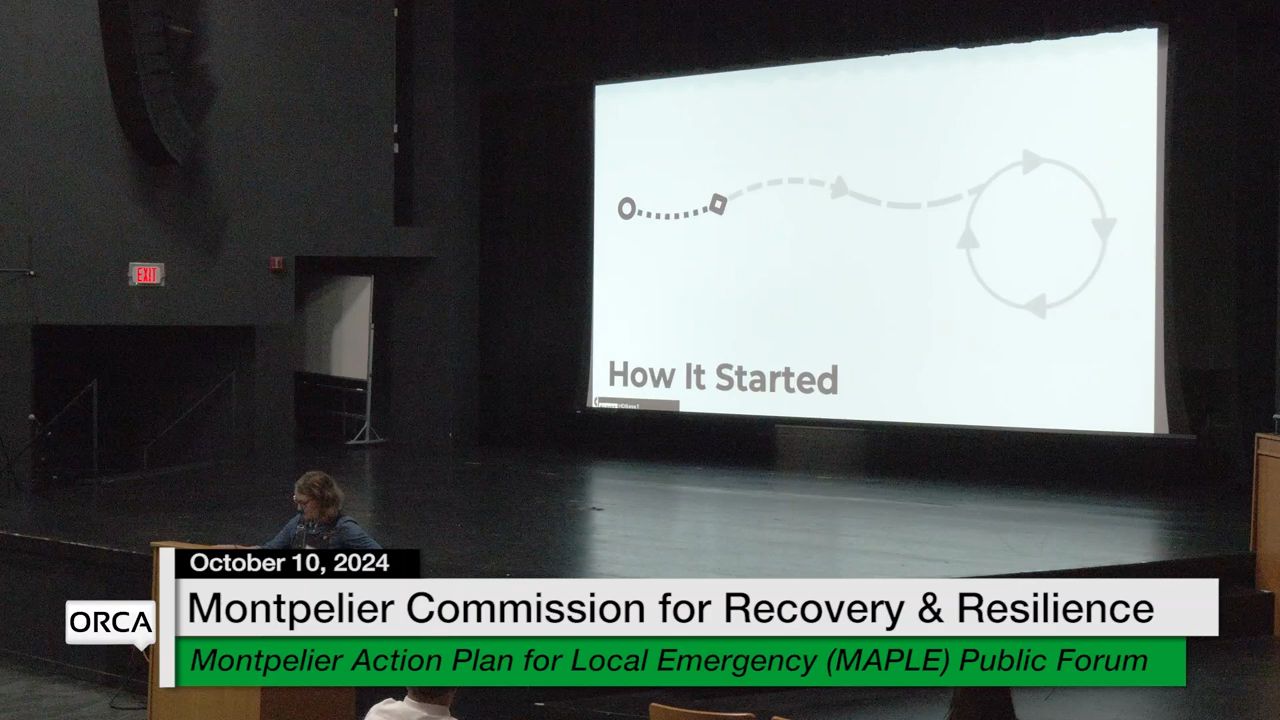 EXIT
How It Started
October 10, 2024
Montpelier Commission for Recovery & Resilience
ORCA
Montpelier Action Plan for Local Emergency (MAPLE) Public Forum